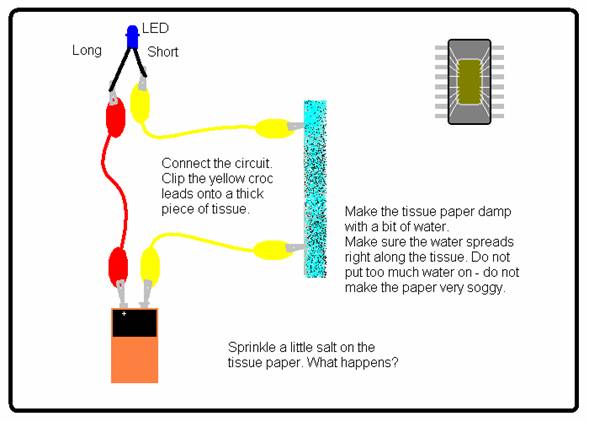 LED
Long
Short
Connect the circuit.
Clip the yellow croc
leads onto a thick
piece of tissue.
Make the tissue paper damp
with a bit of water.
Make sure the water spreads
right along the tissue. Do not
put too much water on - do not
make the paper very soggy.
+
Sprinkle a little salt on the
tissue paper. What happens?